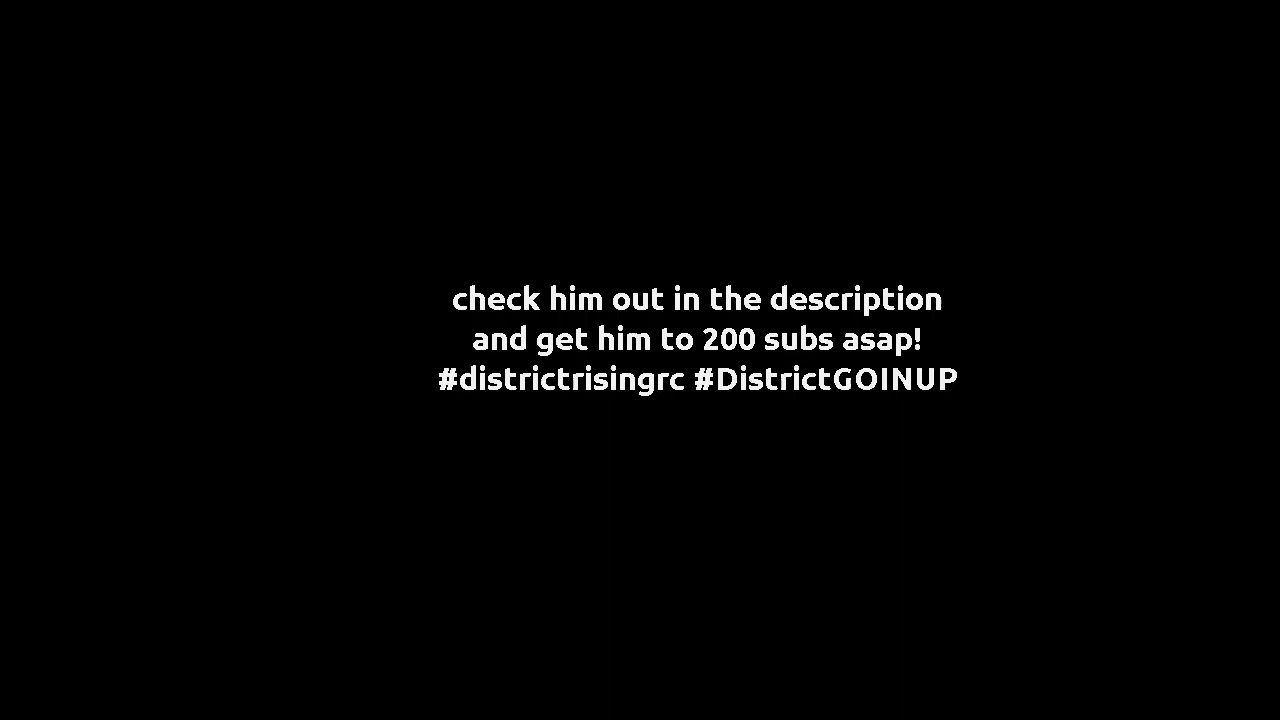 check him out in the description
and get him to 200 subs asap!
#districtrisingrc #DistrictGOINUP